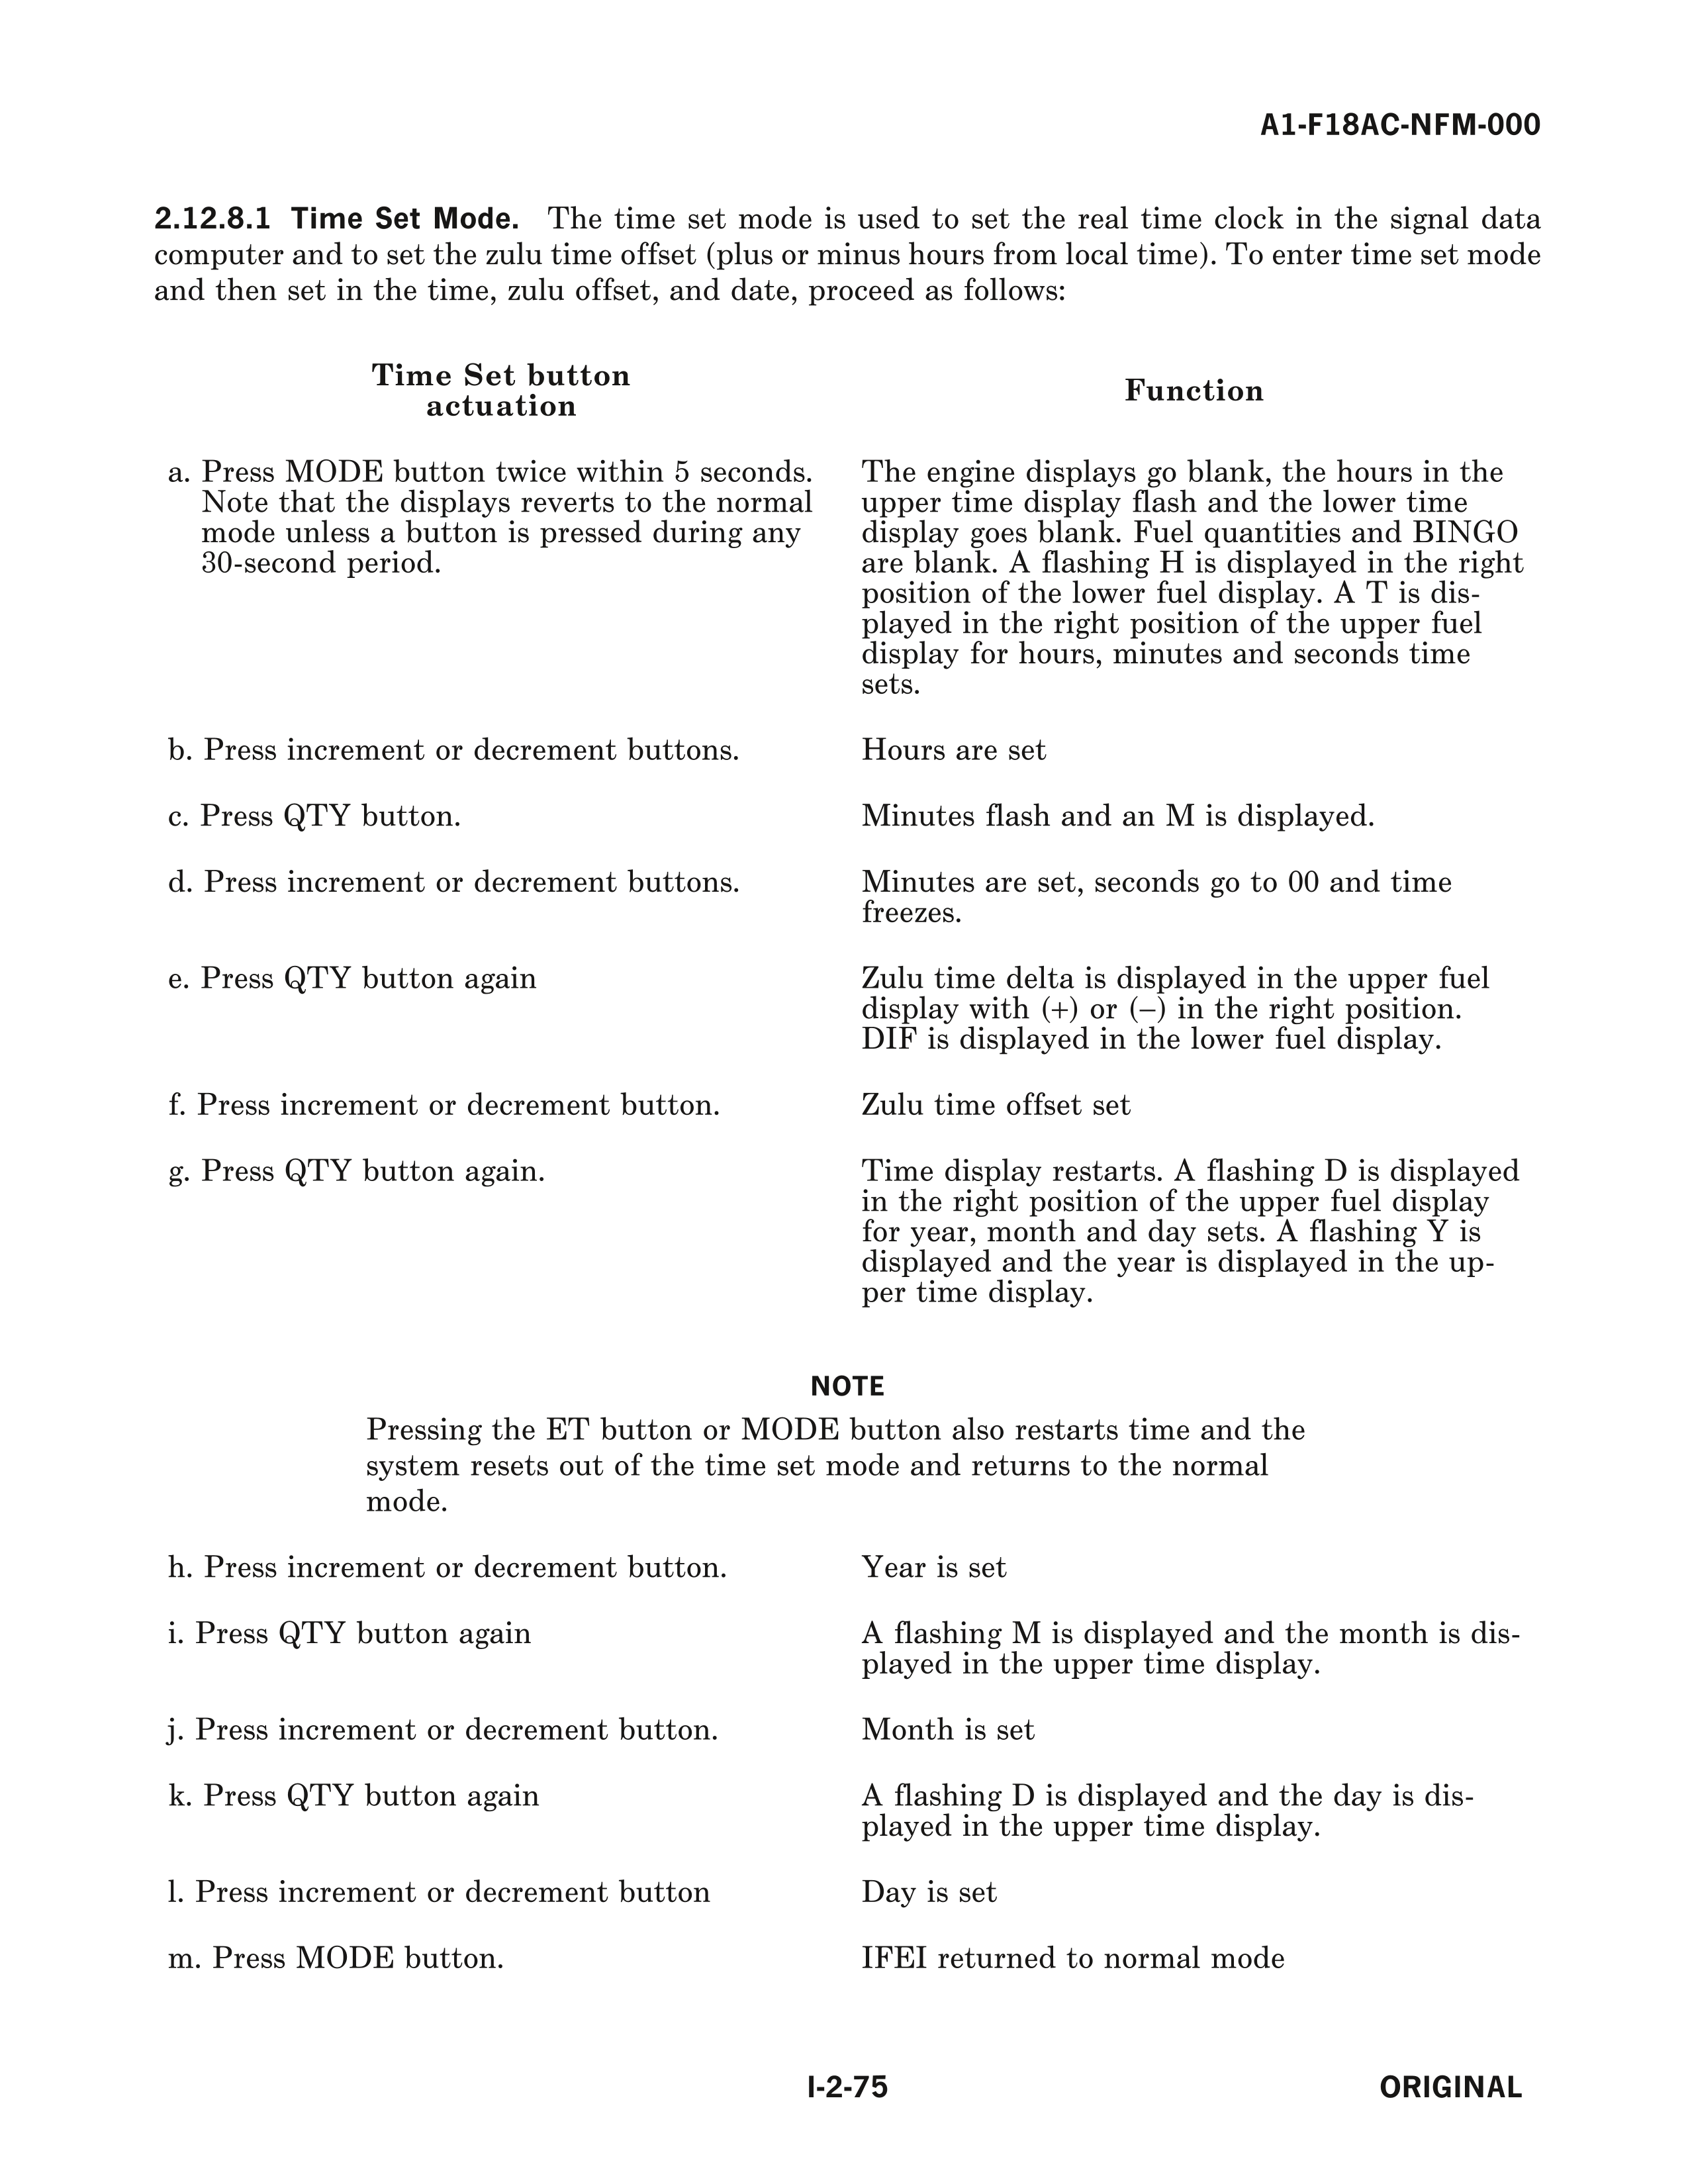 A1-F18AC-NFM-000
2.12.8.1 Time Set Mode. The time set mode is used to set the real time clock in the signal data
computer and to set the zulu time offset (plus or minus hours from local time). To enter time set mode
and then set in the time, zulu offset, and date, proceed as follows:
Time Set button
actuation
Function
a. Press MODE button twice within 5 seconds.
Note that the displays reverts to the normal
mode unless a button is pressed during any
30-second period.
The engine displays go blank, the hours in the
upper time display flash and the lower time
display goes blank. Fuel quantities and BINGO
are blank. A flashing H is displayed in the right
position of the lower fuel display. A T is dis-
played in the right position of the upper fuel
display for hours, minutes and seconds time
sets.
b. Press increment or decrement buttons.
Hours are set
c. Press QTY button.
Minutes flash and an M is displayed.
d. Press increment or decrement buttons.
Minutes are set, seconds go to 00 and time
freezes.
e. Press QTY button again
Zulu time delta is displayed in the upper fuel
display with (+) or (–) in the right position.
DIF is displayed in the lower fuel display.
f. Press increment or decrement button.
Zulu time offset set
g. Press QTY button again.
Time display restarts. A flashing D is displayed
in the right position of the upper fuel display
for year, month and day sets. A flashing Y is
displayed and the year is displayed in the up-
per time display.
NOTE
Pressing the ET button or MODE button also restarts time and the
system resets out of the time set mode and returns to the normal
mode.
h. Press increment or decrement button.
Year is set
i. Press QTY button again
A flashing M is displayed and the month is dis-
played in the upper time display.
j. Press increment or decrement button.
Month is set
k. Press QTY button again
A flashing D is displayed and the day is dis-
played in the upper time display.
l. Press increment or decrement button
Day is set
m. Press MODE button.
IFEI returned to normal mode
I-2-75
ORIGINAL